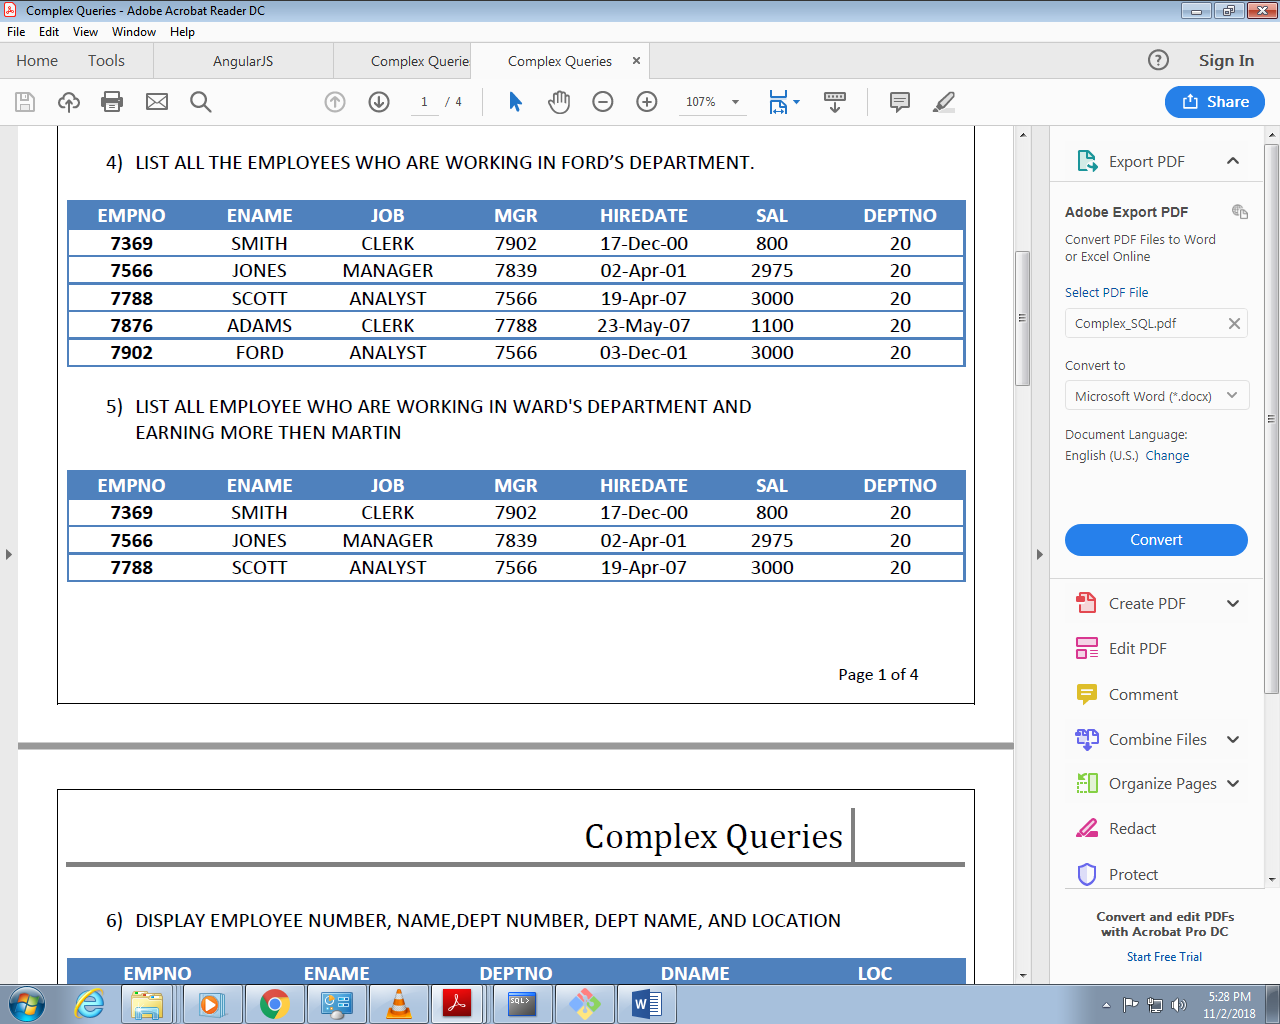 Complex Queries - Adobe Acrobat Reader DC
File Edit View Window Help
Home Tools AngularJS Complex Querie Complex Queries × ? Sign In
1 / 4 107% Share
4) LIST ALL THE EMPLOYEES WHO ARE WORKING IN FORD’S DEPARTMENT.
EMPNO ENAME JOB MGR HIREDATE SAL DEPTNO
7369 SMITH CLERK 7902 17-Dec-00 800 20
7566 JONES MANAGER 7839 02-Apr-01 2975 20
7788 SCOTT ANALYST 7566 19-Apr-07 3000 20
7876 ADAMS CLERK 7788 23-May-07 1100 20
7902 FORD ANALYST 7566 03-Dec-01 3000 20
5) LIST ALL EMPLOYEE WHO ARE WORKING IN WARD'S DEPARTMENT AND
EARNING MORE THEN MARTIN
EMPNO ENAME JOB MGR HIREDATE SAL DEPTNO
7369 SMITH CLERK 7902 17-Dec-00 800 20
7566 JONES MANAGER 7839 02-Apr-01 2975 20
7788 SCOTT ANALYST 7566 19-Apr-07 3000 20
Page 1 of 4
Complex Queries
6) DISPLAY EMPLOYEE NUMBER, NAME,DEPT NUMBER, DEPT NAME, AND LOCATION
EMPNO ENAME DEPTNO DNAME LOC
Export PDF
Adobe Export PDF
Convert PDF Files to Word
or Excel Online
Select PDF File
Complex_SQL.pdf
Convert to
Microsoft Word (*.docx)
Document Language:
English (U.S.) Change
Convert
Create PDF
Edit PDF
Comment
Combine Files
Organize Pages
Redact
Protect
Convert and edit PDFs
with Acrobat Pro DC
Start Free Trial
SQL>
W
5:28 PM
11/2/2018